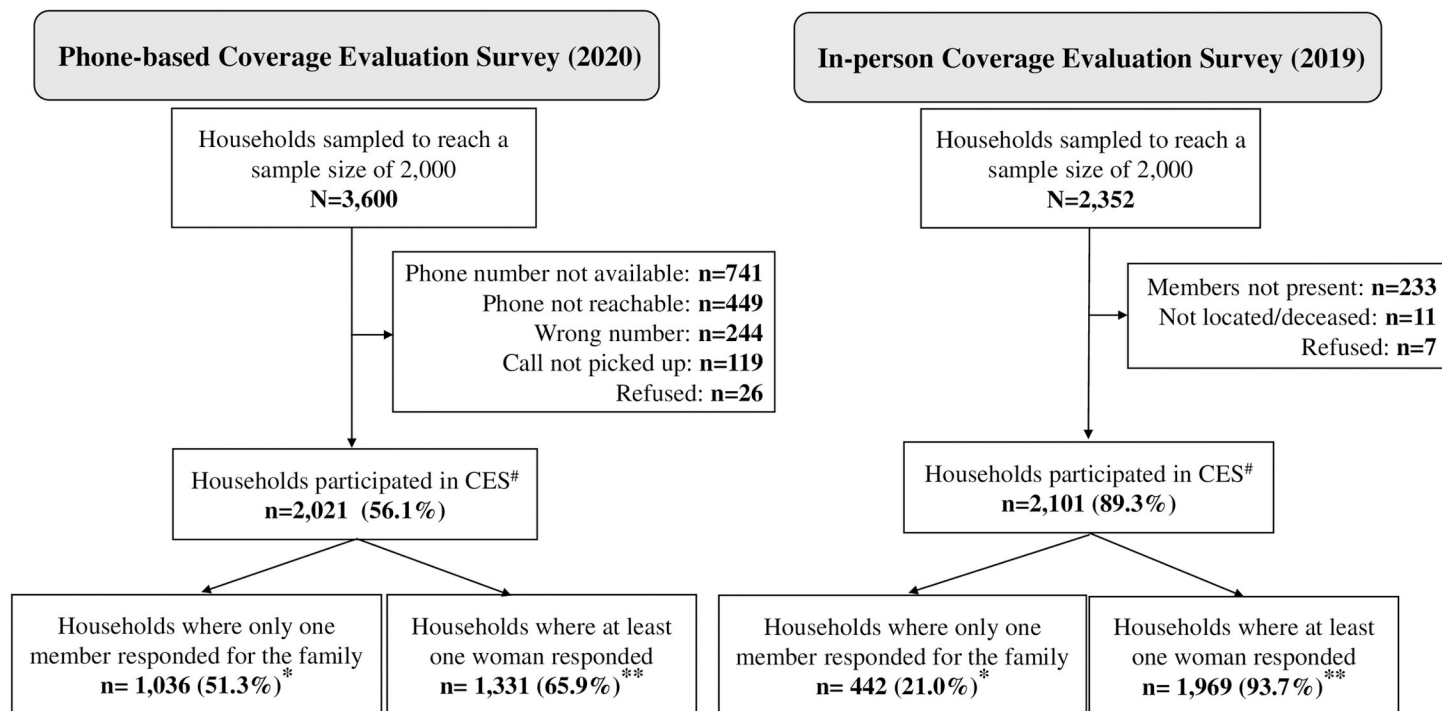 Phone-based Coverage Evaluation Survey (2020)
Households sampled to reach a
sample size of 2,000
N=3,600
Phone number not available: n=741
Phone not reachable: n=449
Wrong number: n=244
Call not picked up: n=119
Refused: n=26
Households participated in CES#
n=2,021 (56.1%)
Households where only one
member responded for the family
n= 1,036 (51.3%)*
Households where at least
one woman responded
n= 1,331 (65.9%)**
In-person Coverage Evaluation Survey (2019)
Households sampled to reach a
sample size of 2,000
N=2,352
Members not present: n=233
Not located/deceased: n=11
Refused: n=7
Households participated in CES#
n=2,101 (89.3%)
Households where only one
member responded for the family
n= 442 (21.0%)*
Households where at least
one woman responded
n= 1,969 (93.7%)**